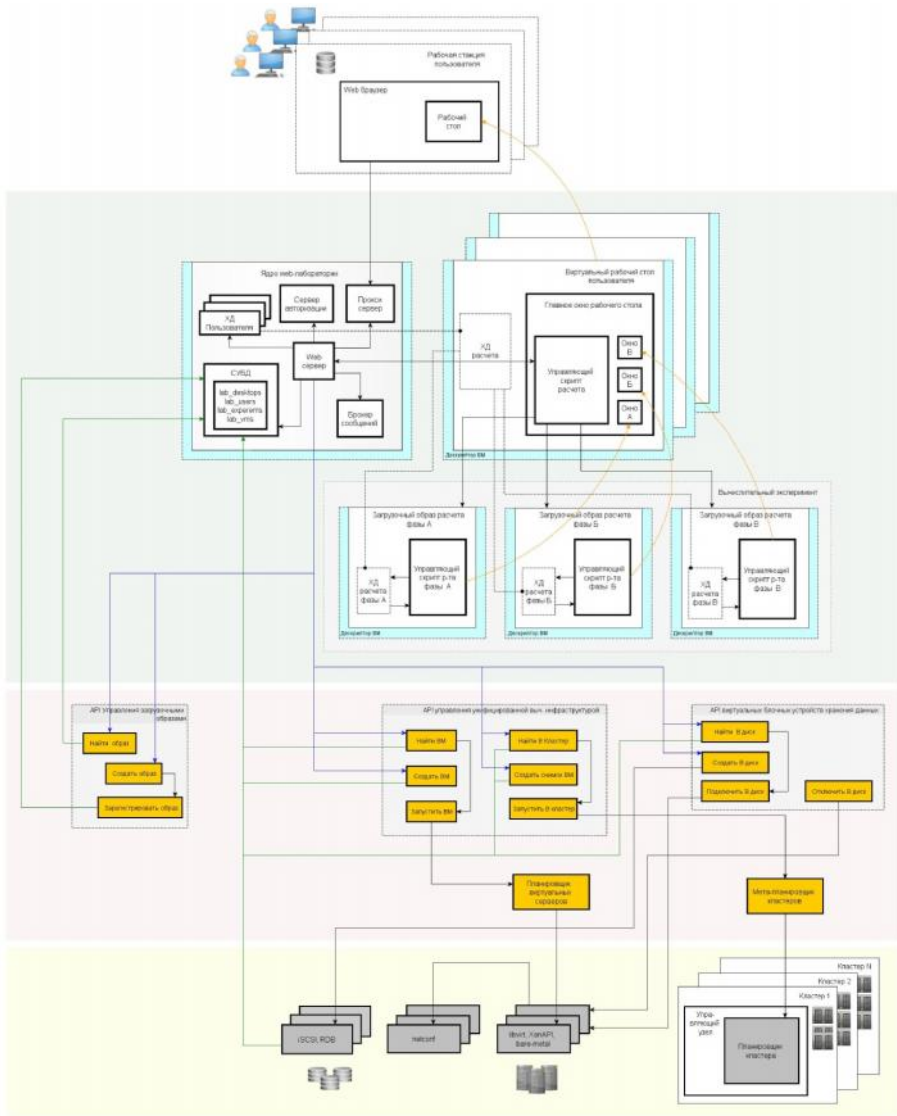 Рабочая станция
пользователя
Web браузер
Рабочий
стол
Ядро web-лаборатории
ХД
Пользователя
Сервер
авторизации
Прокси
сервер
Web
сервер
СУБД
lab_desktops
lab_users
lab_experents
lab_vms
Брокер
сообщений
Виртуальный рабочий стол
пользователя
Главное окно рабочего стола
ХД
расчета
Управляющий
скрипт
расчета
Окно
В
Окно
Б
Окно
А
Дескриптор ВМ
Вычислительный эксперимент
Загрузочный образ расчета
фазы А
ХД
расчета
фазы А
Управляющий
скрипт р-та
фазы А
Дескриптор ВМ
Загрузочный образ расчета
фазы Б
ХД
расчета
фазы Б
Управляющий
скрипт р-та
фазы Б
Дескриптор ВМ
Загрузочный образ расчета
фазы В
ХД
расчета
фазы В
Управляющий
скрипт р-та
фазы В
Дескриптор ВМ
API Управления загрузочными
образами
Найти образ
Создать образ
Зарегистрировать образ
API управления унифицированной выч. инфраструктурой
Найти ВМ
Найти В кластер
Создать ВМ
Создать снимки ВМ
Запустить ВМ
Запустить В кластер
API виртуальные блочных устройств хранения данных
Найти В диск
Создать В диск
Подключить В диск
Отключить В диск
Планировщик
виртуальных
серверов
Мета-планировщик
кластеров
iSCSI, RDB
netconf
libvirt, XenAPI,
bare-metal
Кластер N
Кластер 2
Кластер 1
Упра-
вляющий
узел
Планировщик
кластера